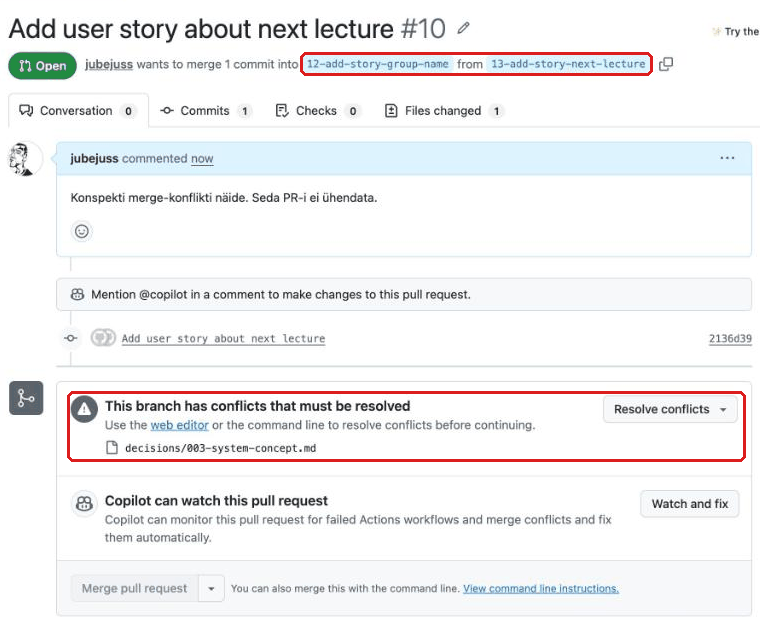 Add user story about next lecture #10
Try the
Open jubejuss wants to merge 1 commit into 12-add-story-group-name from 13-add-story-next-lecture
Conversation 0 Commits 1 Checks 0 Files changed 1
jubejuss commented now
Konspekti merge-konflikti näide. Seda PR-i ei ühendata.
Mention @copilot in a comment to make changes to this pull request.
Add user story about next lecture 2136d39
This branch has conflicts that must be resolved
Resolve conflicts
Use the web editor or the command line to resolve conflicts before continuing.
decisions/003-system-concept.md
Copilot can watch this pull request
Watch and fix
Copilot can monitor this pull request for failed Actions workflows and merge conflicts and fix
them automatically.
Merge pull request You can also merge this with the command line. View command line instructions.